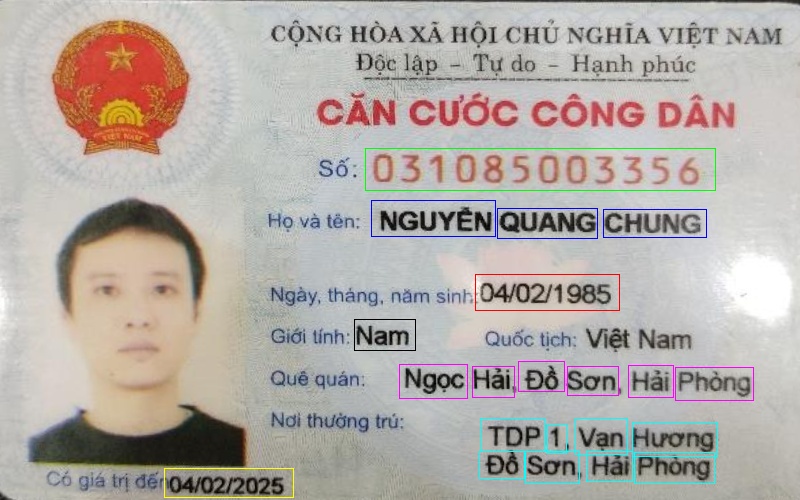 CỘNG HÒA XÃ HỘI CHỦ NGHĨA VIỆT NAM
Độc lập - Tự do - Hạnh phúc
CĂN CƯỚC CÔNG DÂN
Số: 031085003356
Họ và tên: NGUYỄN QUANG CHUNG
Ngày, tháng, năm sinh: 04/02/1985
Giới tính: Nam Quốc tịch: Việt Nam
Quê quán: Ngọc Hải, Đồ Sơn, Hải Phòng
Nơi thường trú: TDP 1, Vạn Hương
Đồ Sơn, Hải Phòng
Có giá trị đến 04/02/2025
VIỆT NAM